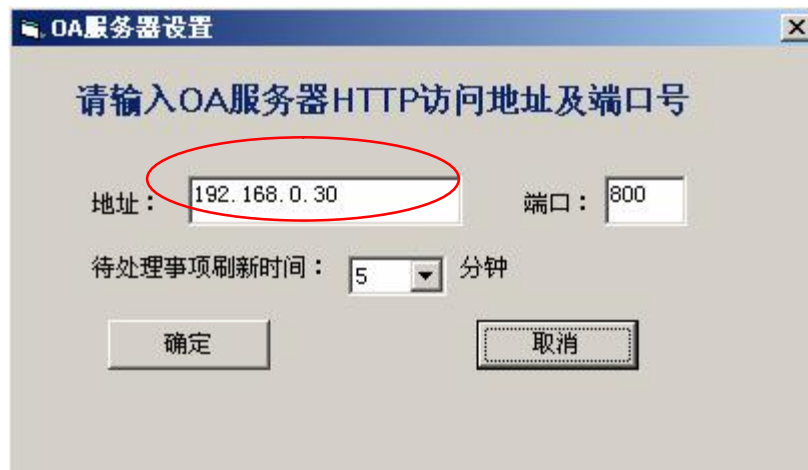 OA服务器设置
请输入OA服务器HTTP访问地址及端口号
地址： 192.168.0.30 端口： 800
待处理事项刷新时间： 5 分钟
确定 取消